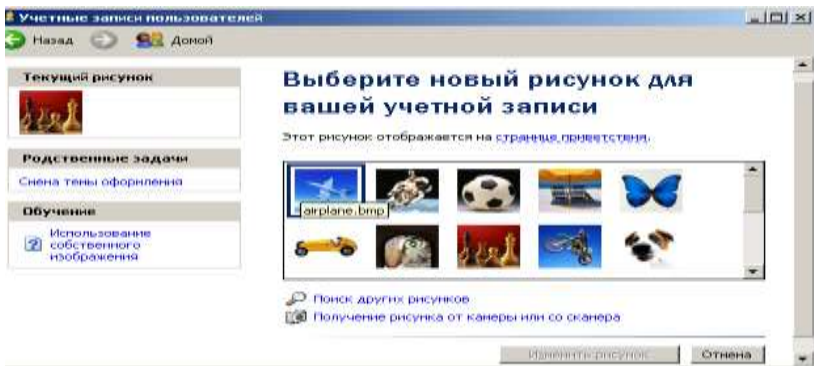 Учетные записи пользователей
Назад Домой
Текущий рисунок
Родственные задачи
Смена темы оформления
Обучение
Использование
собственного
изображения
Выберите новый рисунок для
вашей учетной записи
Этот рисунок отображается на странице приветствия.
airplane.bmp
Поиск других рисунков
Получение рисунка от камеры или со сканера
Изменить рисунок Отмена